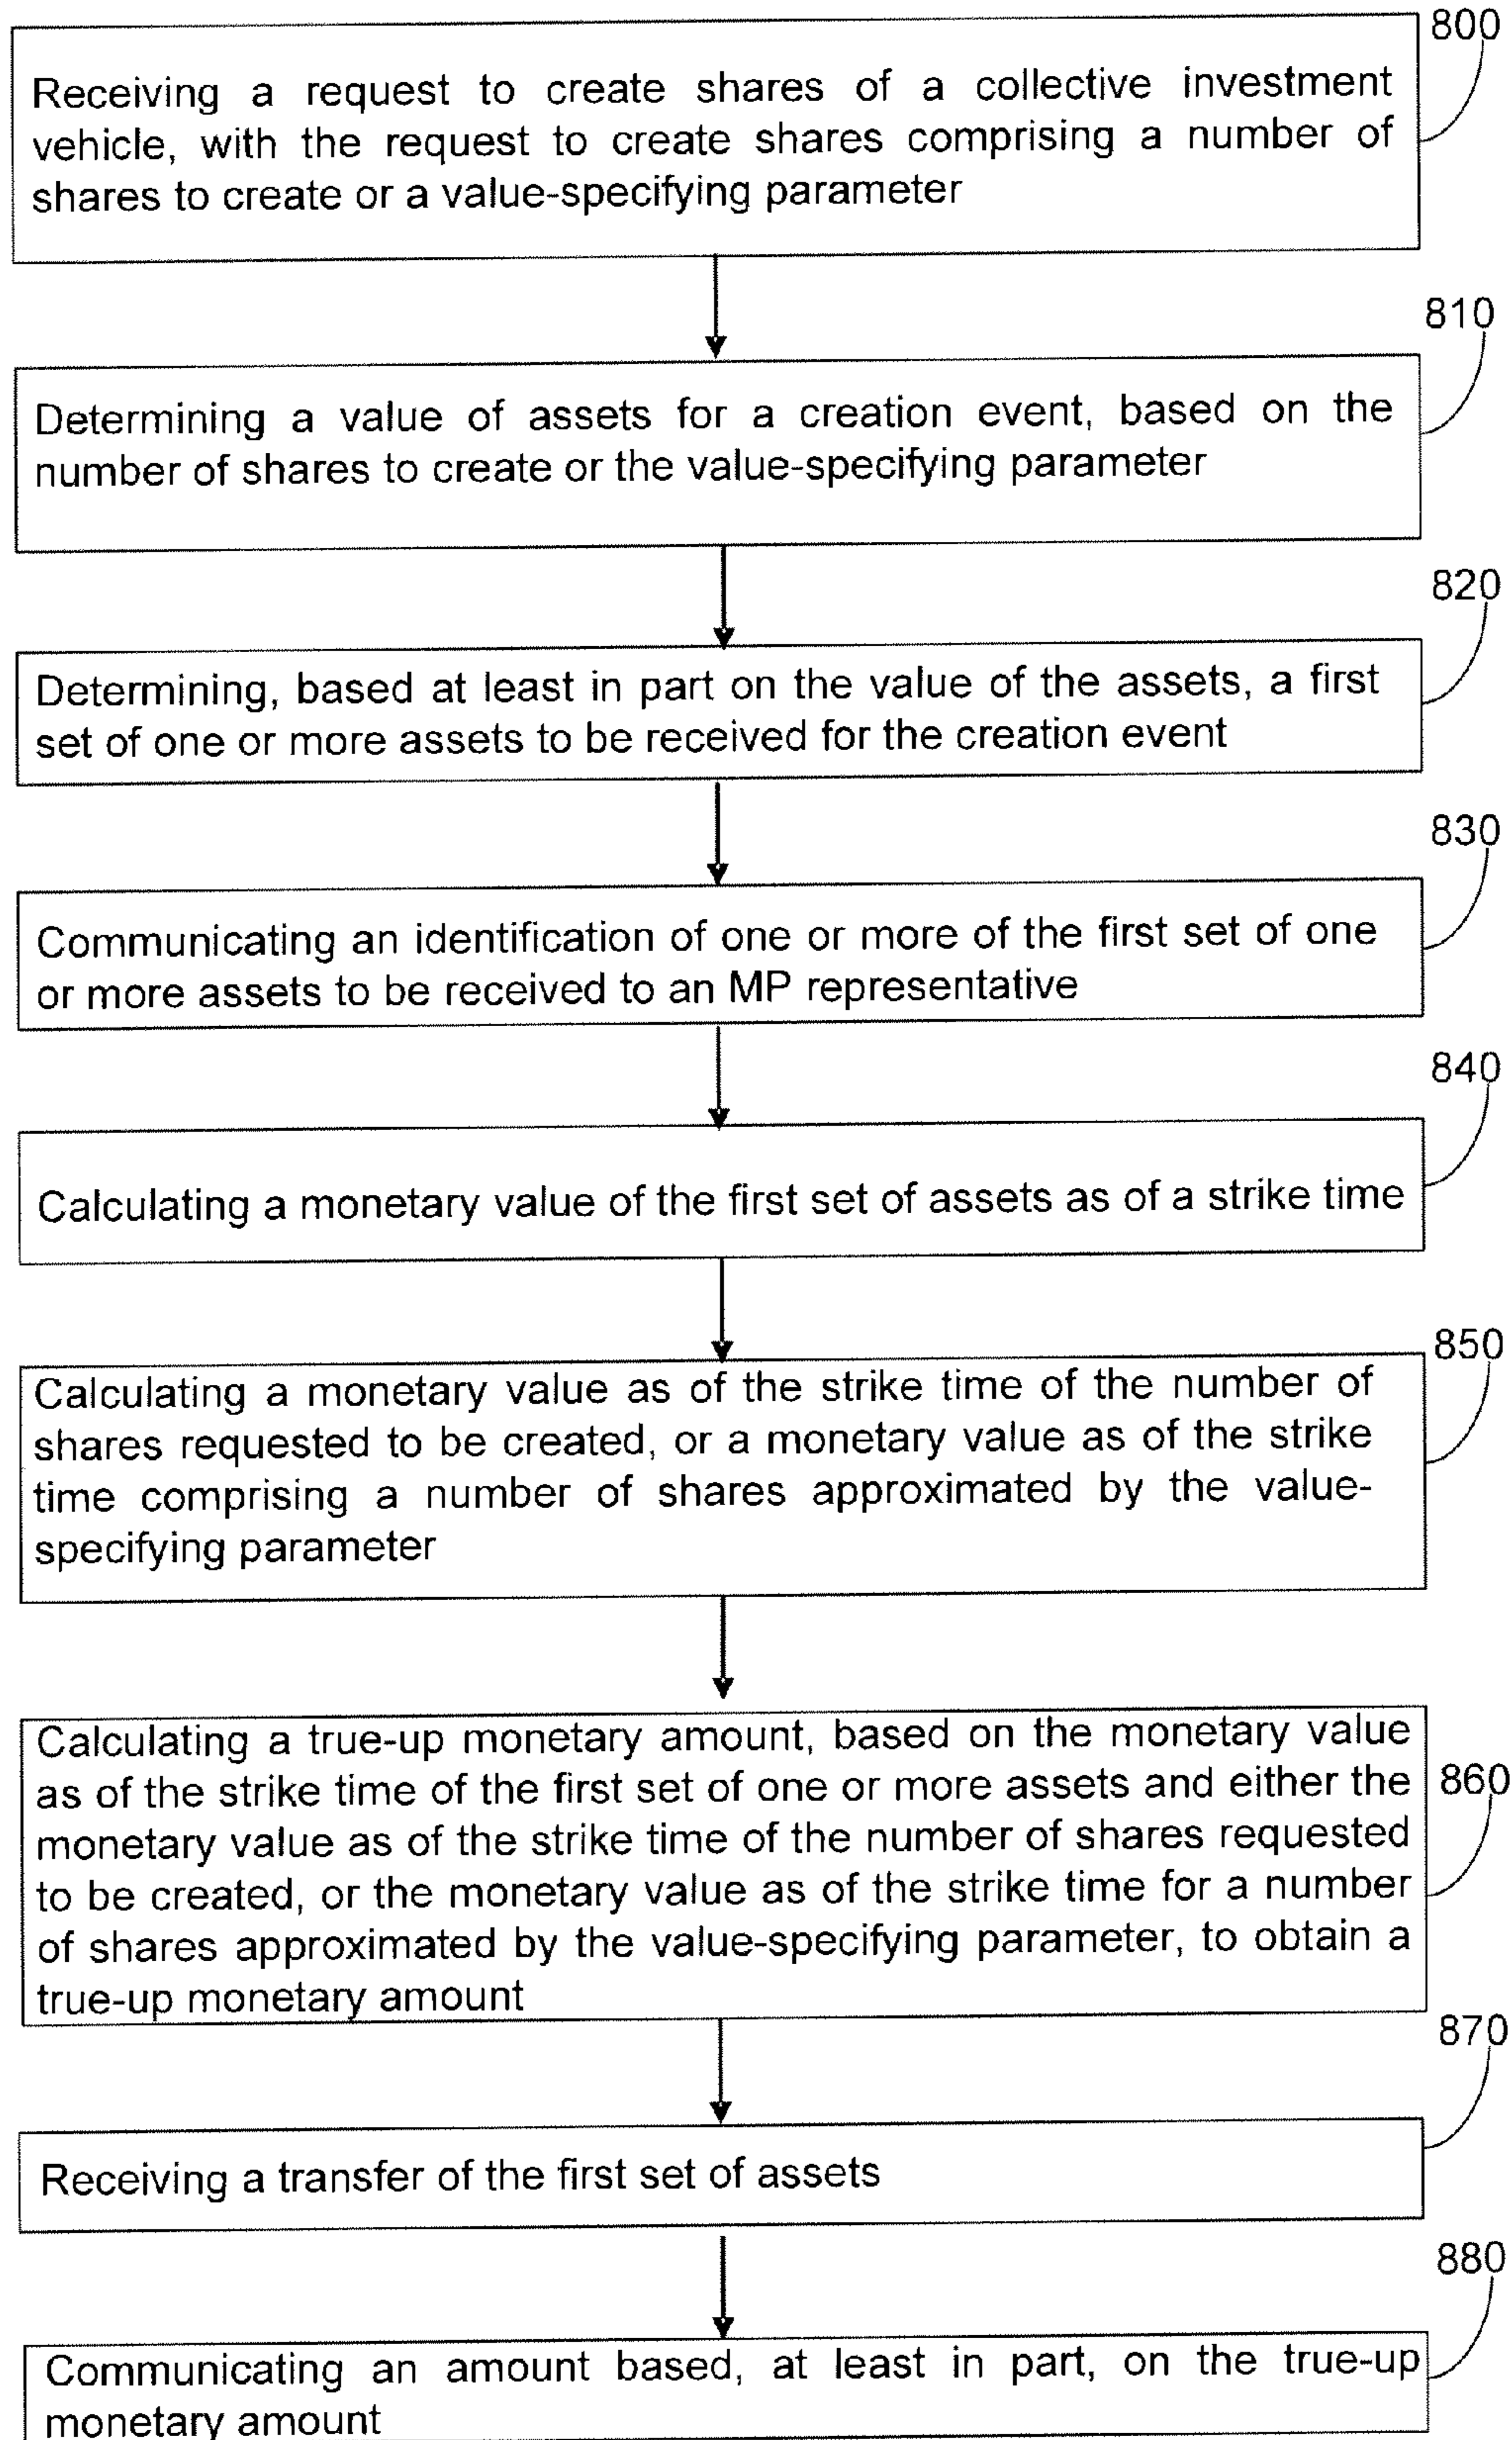 800
Receiving a request to create shares of a collective investment
vehicle, with the request to create shares comprising a number of
shares to create or a value-specifying parameter
810
Determining a value of assets for a creation event, based on the
number of shares to create or the value-specifying parameter
820
Determining, based at least in part on the value of the assets, a first
set of one or more assets to be received for the creation event
830
Communicating an identification of one or more of the first set of one
or more assets to be received to an MP representative
840
Calculating a monetary value of the first set of assets as of a strike time
850
Calculating a monetary value as of the strike time of the number of
shares requested to be created, or a monetary value as of the strike
time comprising a number of shares approximated by the value-
specifying parameter
860
Calculating a true-up monetary amount, based on the monetary value
as of the strike time of the first set of one or more assets and either the
monetary value as of the strike time of the number of shares requested
to be created, or the monetary value as of the strike time for a number
of shares approximated by the value-specifying parameter, to obtain a
true-up monetary amount
870
Receiving a transfer of the first set of assets
880
Communicating an amount based, at least in part, on the true-up
monetary amount